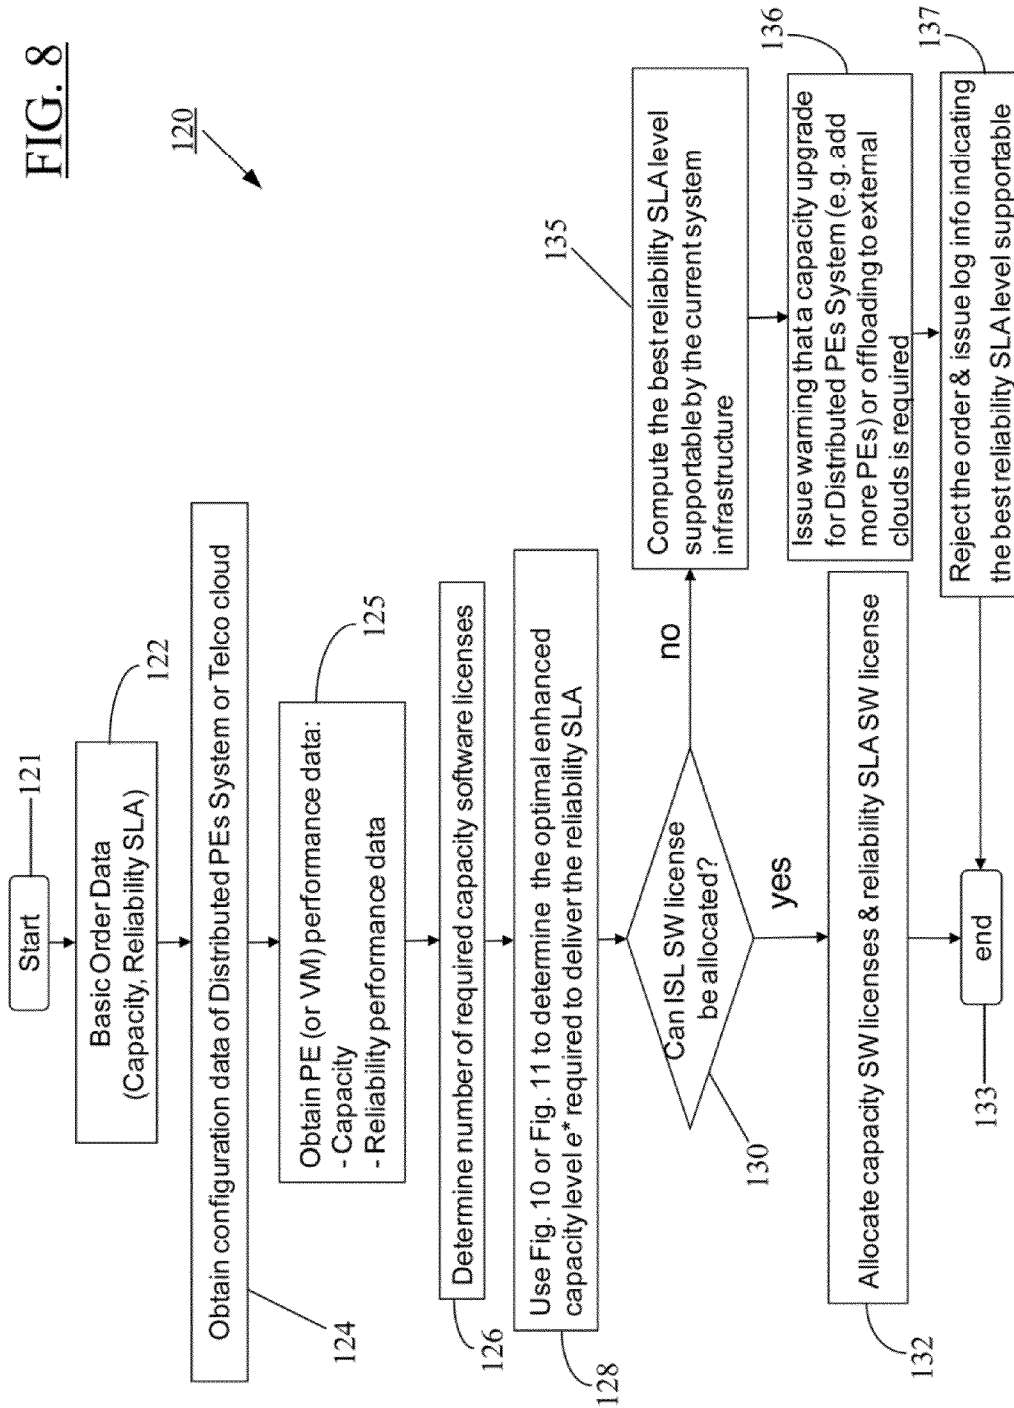 FIG. 8
120
Start
121
Basic Order Data
(Capacity, Reliability SLA)
122
Obtain configuration data of Distributed PEs System or Telco cloud
124
Obtain PE (or VM) performance data:
- Capacity
- Reliability performance data
125
Determine number of required capacity software licenses
126
Use Fig. 10 or Fig. 11 to determine the optimal enhanced
capacity level e* required to deliver the reliability SLA
128
Can ISL SW license
be allocated?
130
no
yes
Compute the best reliability SLA level
supportable by the current system
infrastructure
135
Issue warning that a capacity upgrade
for Distributed PEs System (e.g. add
more PEs) or offloading to external
clouds is required
136
Reject the order & issue log info indicating
the best reliability SLA level supportable
137
Allocate capacity SW licenses & reliability SLA SW license
132
end
133